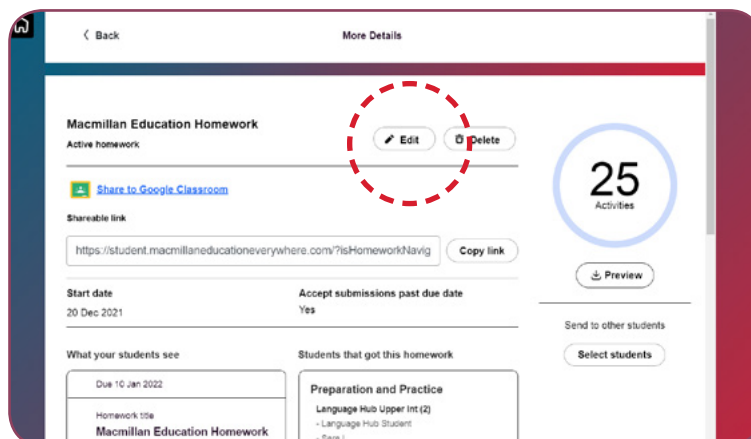 Back
More Details
Macmillan Education Homework
Active homework
Edit
Delete
Share to Google Classroom
Shareable link
https://student.macmillaneducationeverywhere.com/?isHomeworkNavig
Copy link
25
Activities
Preview
Start date
Accept submissions past due date
20 Dec 2021
Yes
Send to other students
Select students
What your students see
Students that got this homework
Due 10 Jan 2022
Homework title
Macmillan Education Homework
Preparation and Practice
Language Hub Upper Int (2)
- Language Hub Student